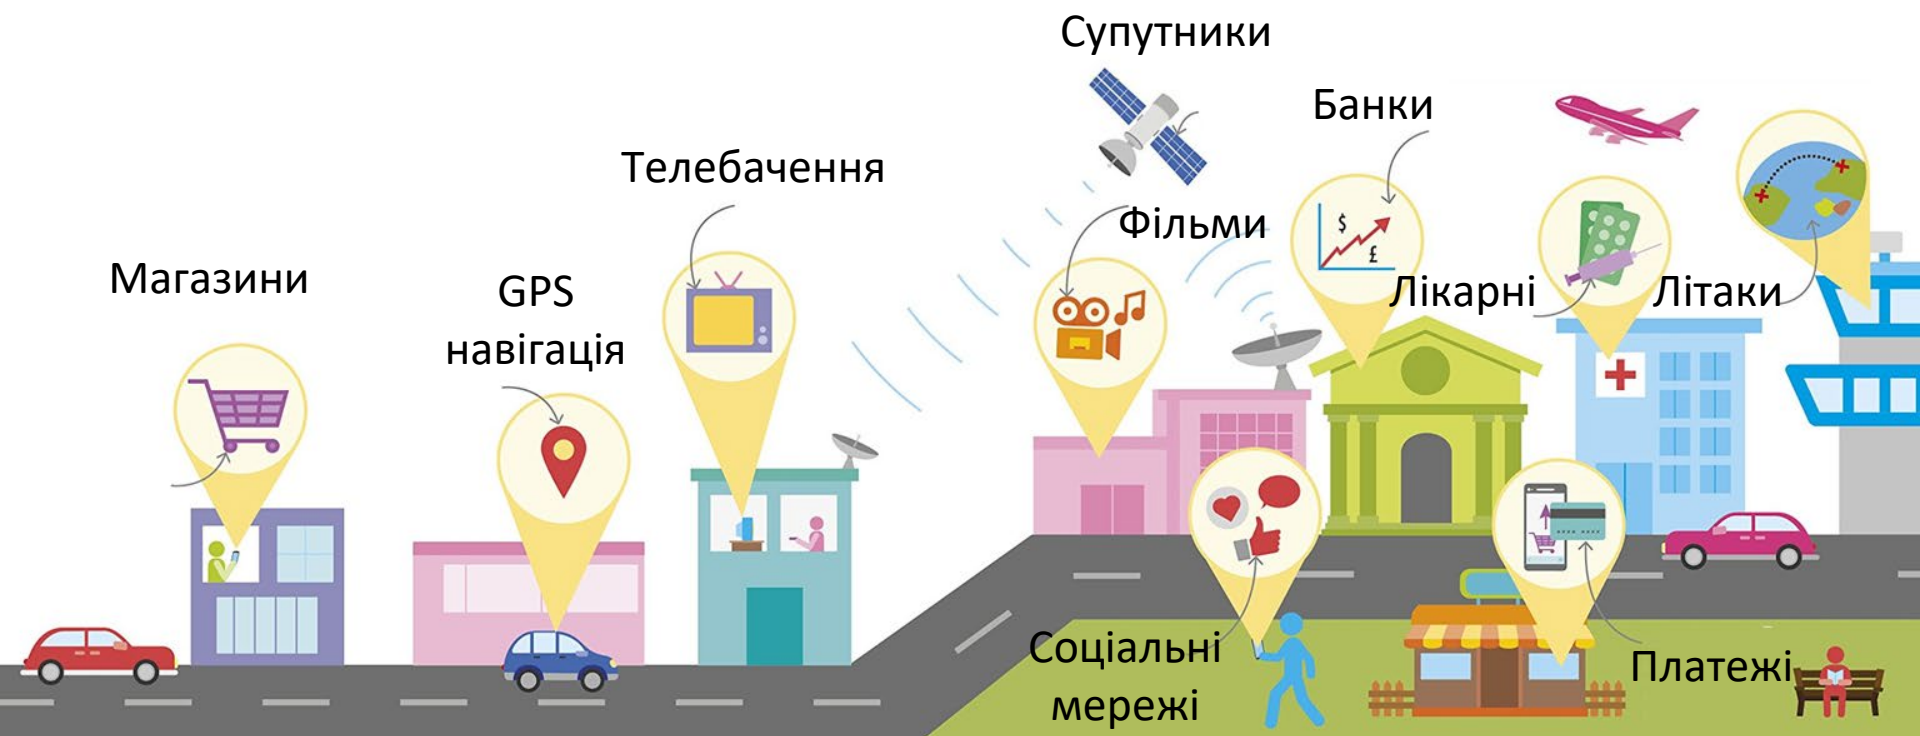 Супутники
Банки
Телебачення
Фільми
Магазини
GPS
навігація
Лікарні
Літаки
$
£
Соціальні
мережі
Платежі